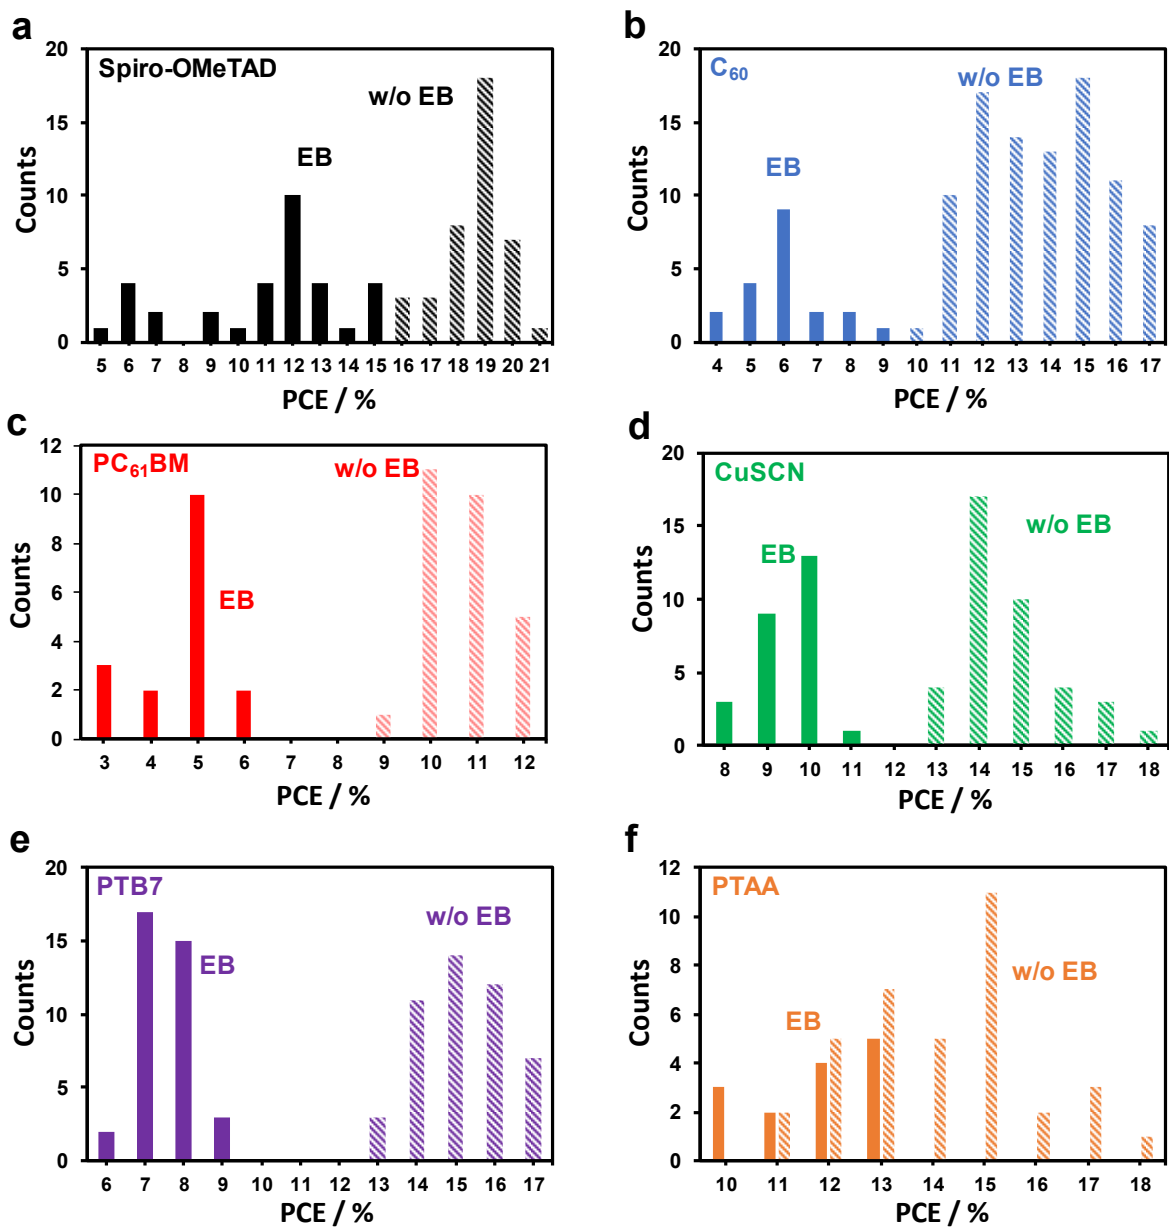 a
Spiro-OMeTAD
w/o EB
EB
Counts
20
15
10
5
0
5 6 7 8 9 10 11 12 13 14 15 16 17 18 19 20 21
PCE / %
b
C₆₀
w/o EB
EB
Counts
20
15
10
5
0
4 5 6 7 8 9 10 11 12 13 14 15 16 17
PCE / %
c
PC₆₁BM
w/o EB
EB
Counts
12
10
8
6
4
2
0
3 4 5 6 7 8 9 10 11 12
PCE / %
d
CuSCN
w/o EB
EB
Counts
20
15
10
5
0
8 9 10 11 12 13 14 15 16 17 18
PCE / %
e
PTB7
w/o EB
EB
Counts
20
15
10
5
0
6 7 8 9 10 11 12 13 14 15 16 17
PCE / %
f
PTAA
w/o EB
EB
Counts
12
10
8
6
4
2
0
10 11 12 13 14 15 16 17 18
PCE / %